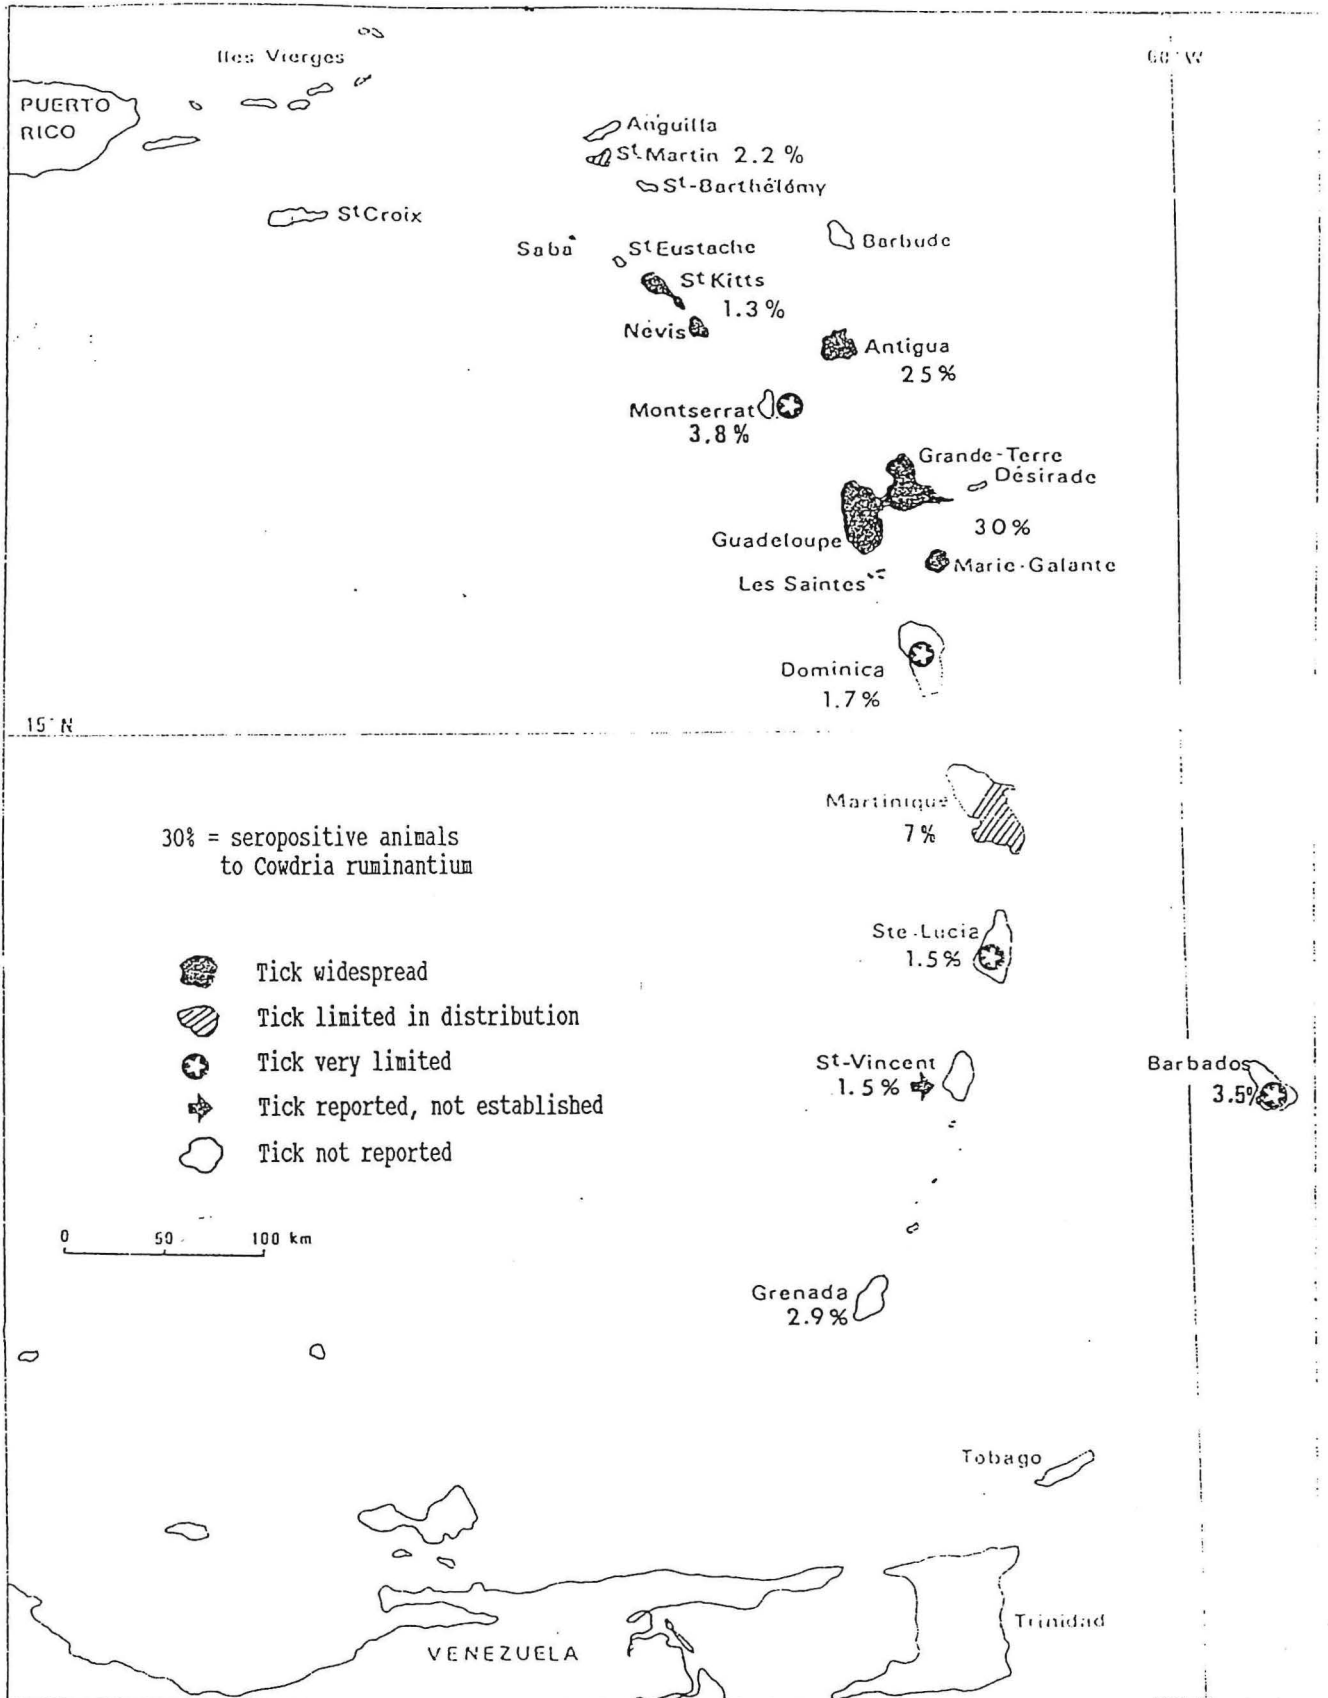 Iles Vierges
60°W
PUERTO
RICO
Anguilla
St-Martin 2.2 %
St-Barthélémy
St Croix
Barbude
Saba
St Eustache
St Kitts
1.3 %
Névis
Antigua
25 %
Montserrat
3.8 %
Grande-Terre
Désirade
30 %
Guadeloupe
Marie-Galante
Les Saintes
Dominica
1.7 %
15°N
Martinique
7 %
30% = seropositive animals
to Cowdria ruminantium
Ste-Lucia
1.5 %
Tick widespread
Tick limited in distribution
Tick very limited
Tick reported, not established
Tick not reported
St-Vincent
1.5 %
Barbados
3.5%
0 50 100 km
Grenada
2.9 %
Tobago
Trinidad
VENEZUELA